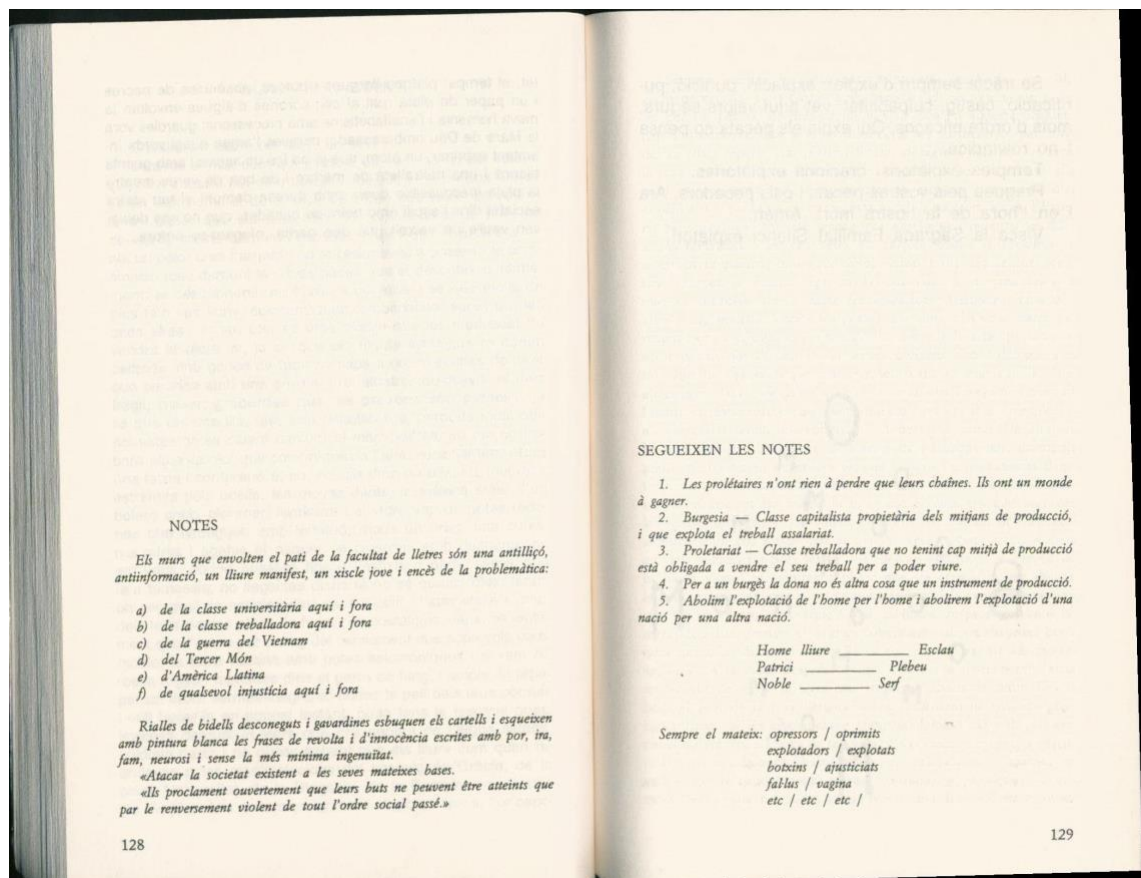 NOTES
Els murs que envolten el pati de la facultat de lletres són una antilliçó,
antiinformació, un lliure manifest, un xiscle jove i encès de la problemàtica:
a) de la classe universitària aquí i fora
b) de la classe treballadora aquí i fora
c) de la guerra del Vietnam
d) del Tercer Món
e) d'Amèrica Llatina
f) de qualsevol injustícia aquí i fora
Rialles de bidells desconeguts i gavardines esbuquen els cartells i esqueixen
amb pintura blanca les frases de revolta i d'innocència escrites amb por, ira,
fam, neurosi i sense la més mínima ingenuïtat.
«Atacar la societat existent a les seves mateixes bases.
«Ils proclament ouvertement que leurs buts ne peuvent être atteints que
par le renversement violent de tout l'ordre social passé.»
128
SEGUEIXEN LES NOTES
1. Les prolétaires n'ont rien à perdre que leurs chaînes. Ils ont un monde
à gagner.
2. Burgesia — Classe capitalista propietària dels mitjans de producció,
i que explota el treball assalariat.
3. Proletariat — Classe treballadora que no tenint cap mitjà de producció
està obligada a vendre el seu treball per a poder viure.
4. Per a un burgès la dona no és altra cosa que un instrument de producció.
5. Abolim l'explotació de l'home per l'home i abolirem l'explotació d'una
nació per una altra nació.
Home lliure ________ Esclau
Patrici ________ Plebeu
Noble ________ Serf
Sempre el mateix: opressors / oprimits
explotadors / explotats
botxins / ajusticiats
fal·lus / vagina
etc / etc / etc /
129